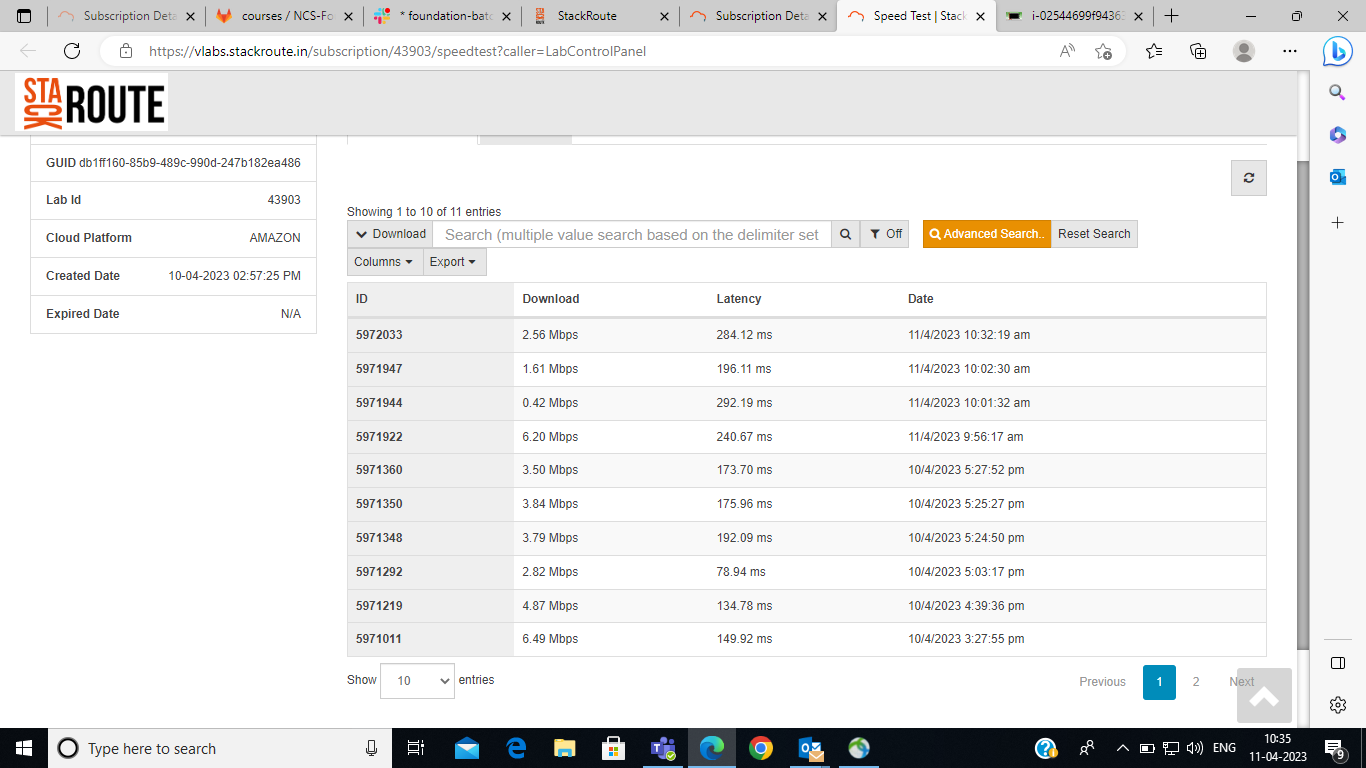 Subscription Deta
courses / NCS-Fo
* foundation-batc
StackRoute
Subscription Deta
Speed Test | Stack
i-02544699f94363
https://vlabs.stackroute.in/subscription/43903/speedtest?caller=LabControlPanel
STACK ROUTE
GUID db1ff160-85b9-489c-990d-247b182ea486
Lab Id 43903
Cloud Platform AMAZON
Created Date 10-04-2023 02:57:25 PM
Expired Date N/A
Showing 1 to 10 of 11 entries
Download Search (multiple value search based on the delimiter set Off Advanced Search.. Reset Search
Columns Export
ID Download Latency Date
5972033 2.56 Mbps 284.12 ms 11/4/2023 10:32:19 am
5971947 1.61 Mbps 196.11 ms 11/4/2023 10:02:30 am
5971944 0.42 Mbps 292.19 ms 11/4/2023 10:01:32 am
5971922 6.20 Mbps 240.67 ms 11/4/2023 9:56:17 am
5971360 3.50 Mbps 173.70 ms 10/4/2023 5:27:52 pm
5971350 3.84 Mbps 175.96 ms 10/4/2023 5:25:27 pm
5971348 3.79 Mbps 192.09 ms 10/4/2023 5:24:50 pm
5971292 2.82 Mbps 78.94 ms 10/4/2023 5:03:17 pm
5971219 4.87 Mbps 134.78 ms 10/4/2023 4:39:36 pm
5971011 6.49 Mbps 149.92 ms 10/4/2023 3:27:55 pm
Show 10 entries Previous 1 2 Next
Type here to search
ENG
10:35
11-04-2023
9